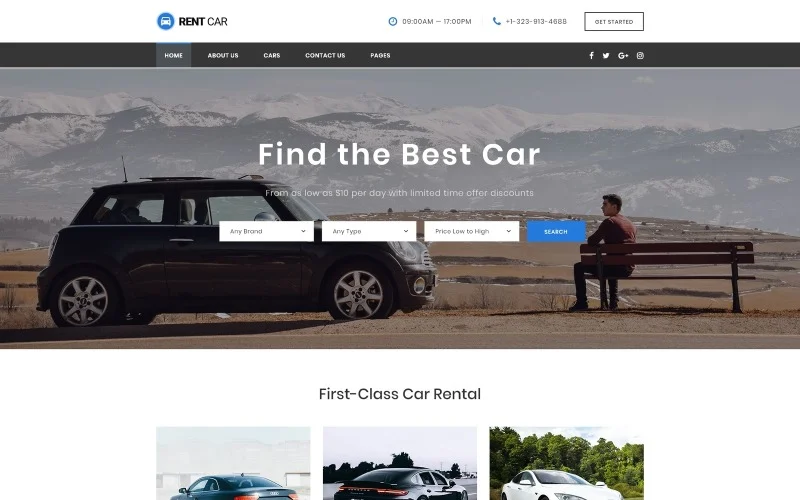 RENT CAR
09:00AM — 17:00PM
+1-323-913-4688
GET STARTED
HOME
ABOUT US
CARS
CONTACT US
PAGES
Find the Best Car
From as low as $10 per day with limited time offer discounts
Any Brand
Any Type
Price Low to High
SEARCH
First-Class Car Rental